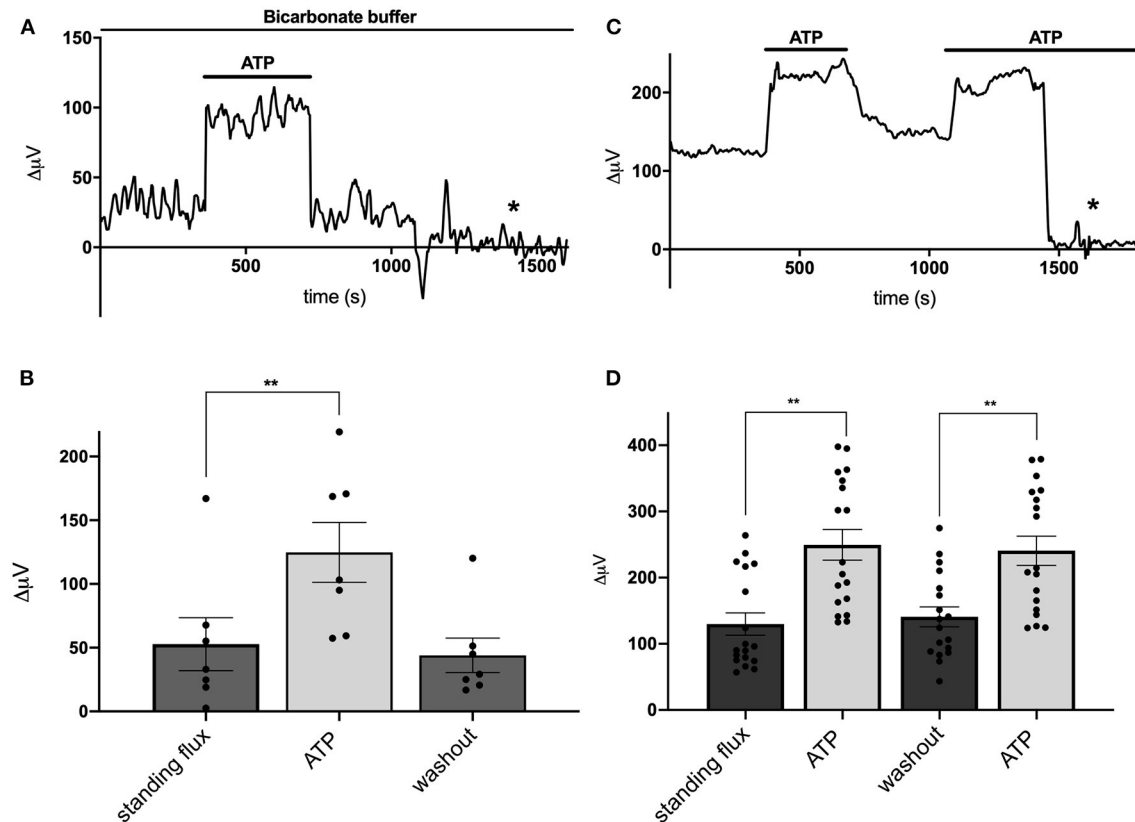 A
Bicarbonate buffer
150
100
50
0
ΔμV
ATP
*
500
1000
1500
time (s)
C
ATP
ATP
200
100
0
ΔμV
*
500
1000
1500
time (s)
B
**
200
150
100
50
0
ΔμV
standing flux
ATP
washout
D
**
**
400
300
200
100
0
ΔμV
standing flux
ATP
washout
ATP